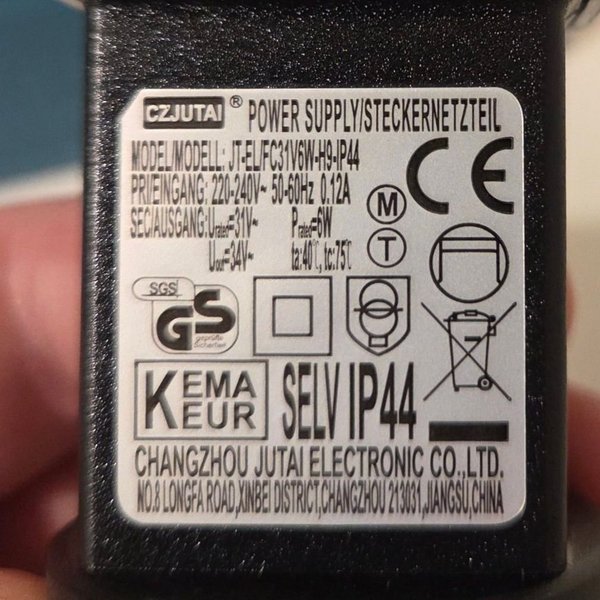 CZJUTAI ® POWER SUPPLY/STECKERNETZTEIL
MODEL/MODELL: JT-EL/FC31V6W-H9-IP44
PRI/EINGANG: 220-240V~ 50-60Hz 0.12A
SEC/AUSGANG:Urated=31V~ Prated=6W
Uout=34V~ ta:40℃, tc:75℃
M
T
SGS
GS
geprüfte
Sicherheit
KEMA
KEUR
SELV IP44
CHANGZHOU JUTAI ELECTRONIC CO.,LTD.
NO.8 LONGFA ROAD,XINBEI DISTRICT,CHANGZHOU 213031,JIANGSU,CHINA